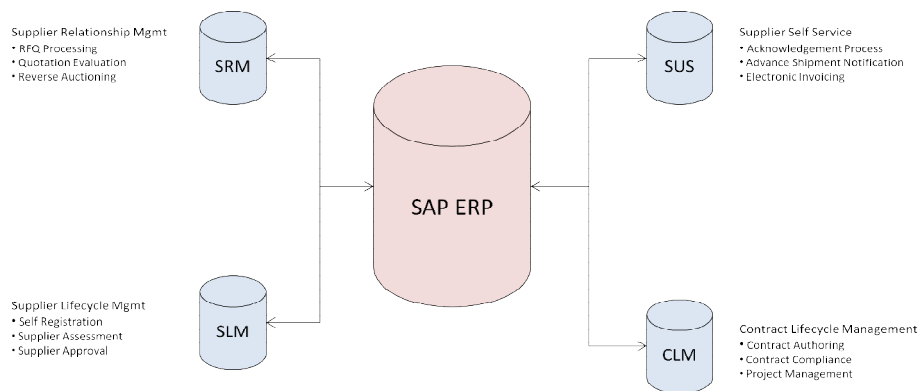 Supplier Relationship Mgmt
• RFQ Processing
• Quotation Evaluation
• Reverse Auctioning
SRM
Supplier Self Service
• Acknowledgement Process
• Advance Shipment Notification
• Electronic Invoicing
SUS
SAP ERP
Supplier Lifecycle Mgmt
• Self Registration
• Supplier Assessment
• Supplier Approval
SLM
Contract Lifecycle Management
• Contract Authoring
• Contract Compliance
• Project Management
CLM